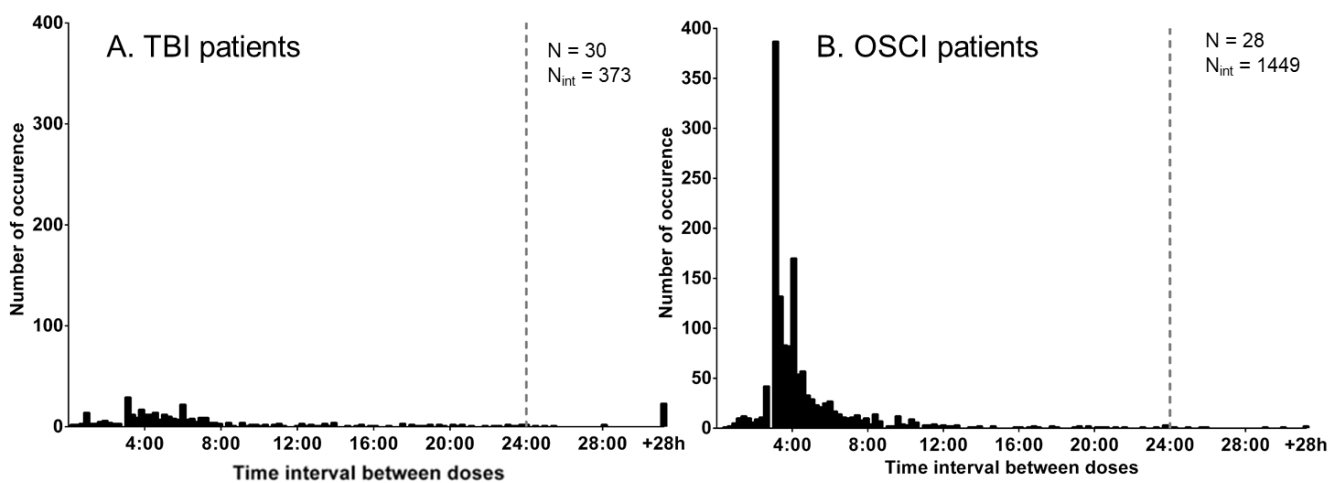 A. TBI patients
N = 30
N_int = 373
400
300
200
100
0
Number of occurence
4:00 8:00 12:00 16:00 20:00 24:00 28:00 +28h
Time interval between doses
B. OSCI patients
N = 28
N_int = 1449
400
350
300
250
200
150
100
50
0
Number of occurence
4:00 8:00 12:00 16:00 20:00 24:00 28:00 +28h
Time interval between doses